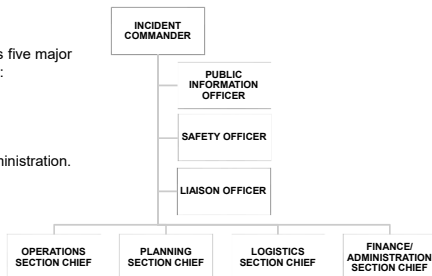 INCIDENT
COMMANDER
s five major
:
PUBLIC
INFORMATION
OFFICER
SAFETY OFFICER
ministration.
LIAISON OFFICER
OPERATIONS
SECTION CHIEF
PLANNING
SECTION CHIEF
LOGISTICS
SECTION CHIEF
FINANCE/
ADMINISTRATION
SECTION CHIEF